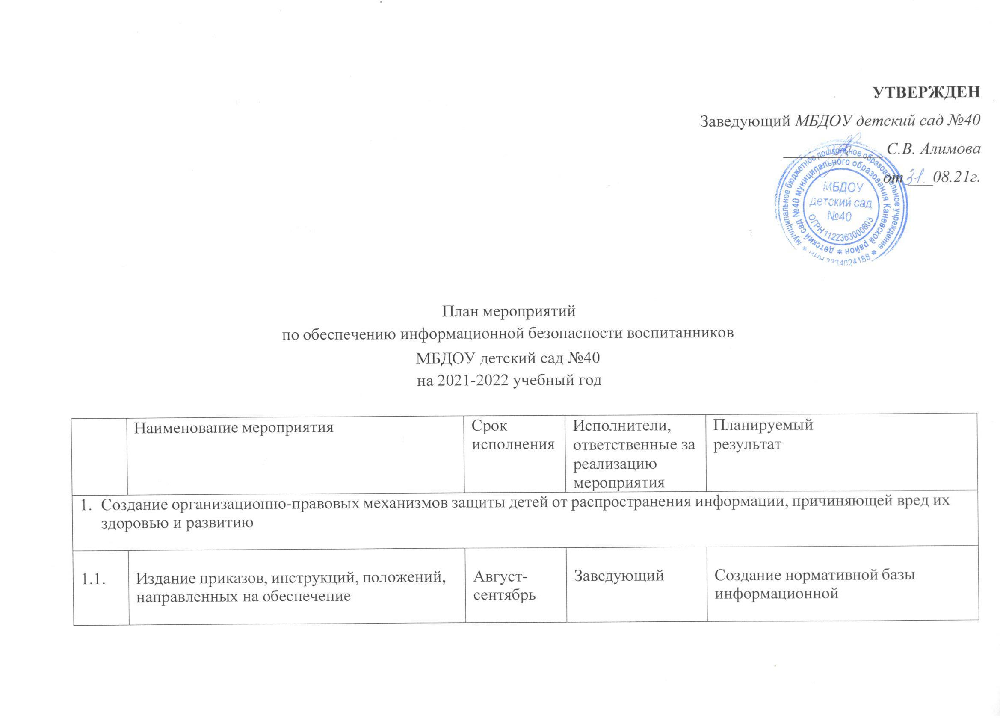 УТВЕРЖДЕН
Заведующий МБДОУ детский сад №40
С.В. Алимова
от 31. 08.21г.
муниципальное бюджетное дошкольное образовательное учреждение
детский сад №40 муниципального образования Каневской район
МБДОУ
детский сад
№40
ОГРН 1122363000803
ИНН 2334024188
План мероприятий
по обеспечению информационной безопасности воспитанников
МБДОУ детский сад №40
на 2021-2022 учебный год
Наименование мероприятия
Срок
исполнения
Исполнители,
ответственные за
реализацию
мероприятия
Планируемый
результат
1. Создание организационно-правовых механизмов защиты детей от распространения информации, причиняющей вред их
здоровью и развитию
1.1.
Издание приказов, инструкций, положений,
направленных на обеспечение
Август-
сентябрь
Заведующий
Создание нормативной базы
информационной